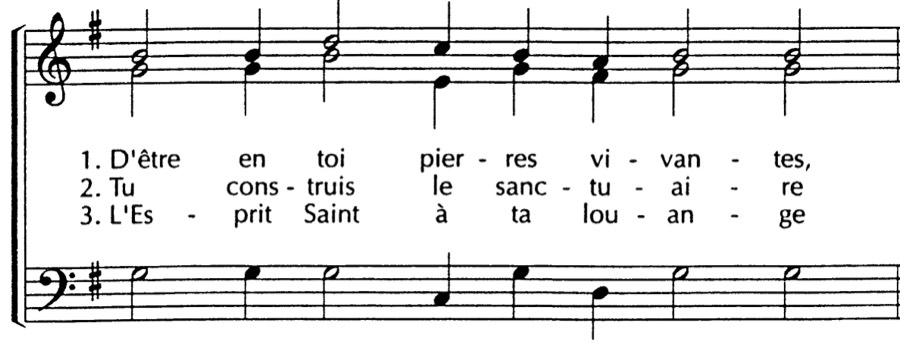 1. D'être en toi pier - res vi - van - tes,
2. Tu cons - truis le sanc - tu - ai - re
3. L'Es - prit Saint à ta lou - an - ge